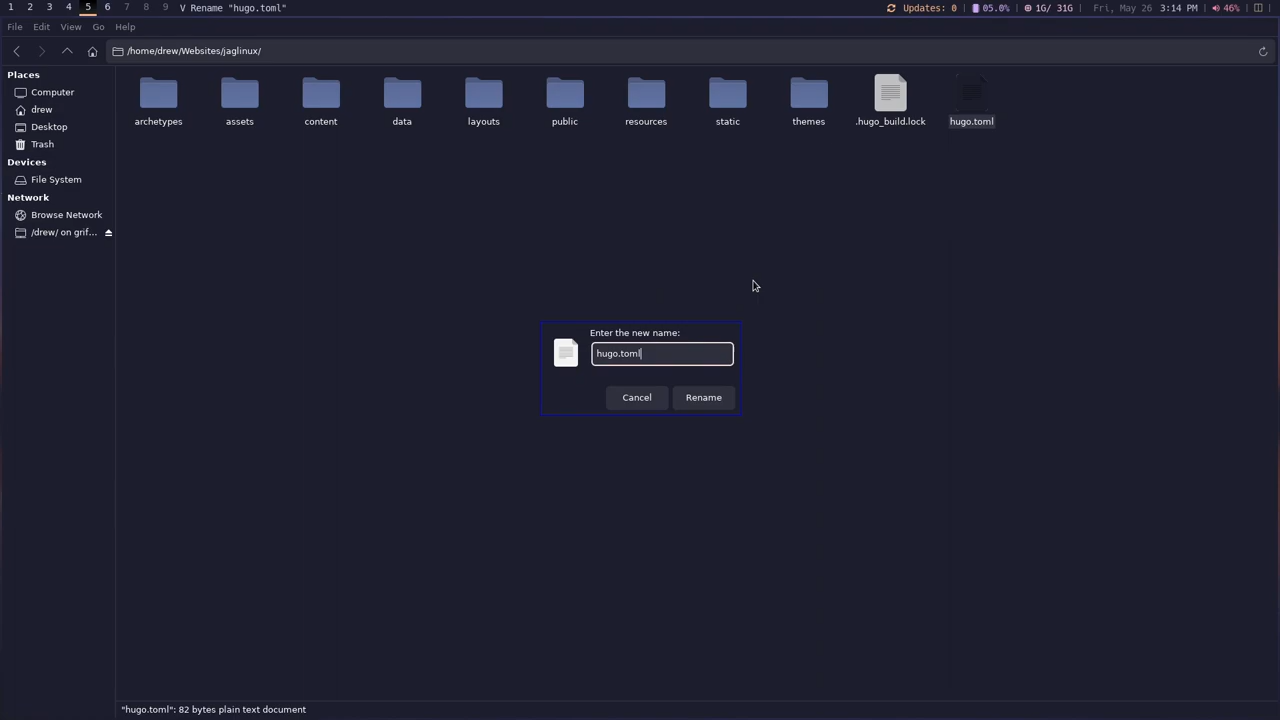 1 2 3 4 5 6 7 8 9 V Rename "hugo.toml" Updates: 0 | 05.0% | 1G/ 31G | Fri, May 26 3:14 PM | 46%
File Edit View Go Help
/home/drew/Websites/jaglinux/
Places
Computer
drew
Desktop
Trash
Devices
File System
Network
Browse Network
/drew/ on grif...
archetypes assets content data layouts public resources static themes .hugo_build.lock hugo.toml
Enter the new name:
hugo.toml
Cancel Rename
"hugo.toml": 82 bytes plain text document